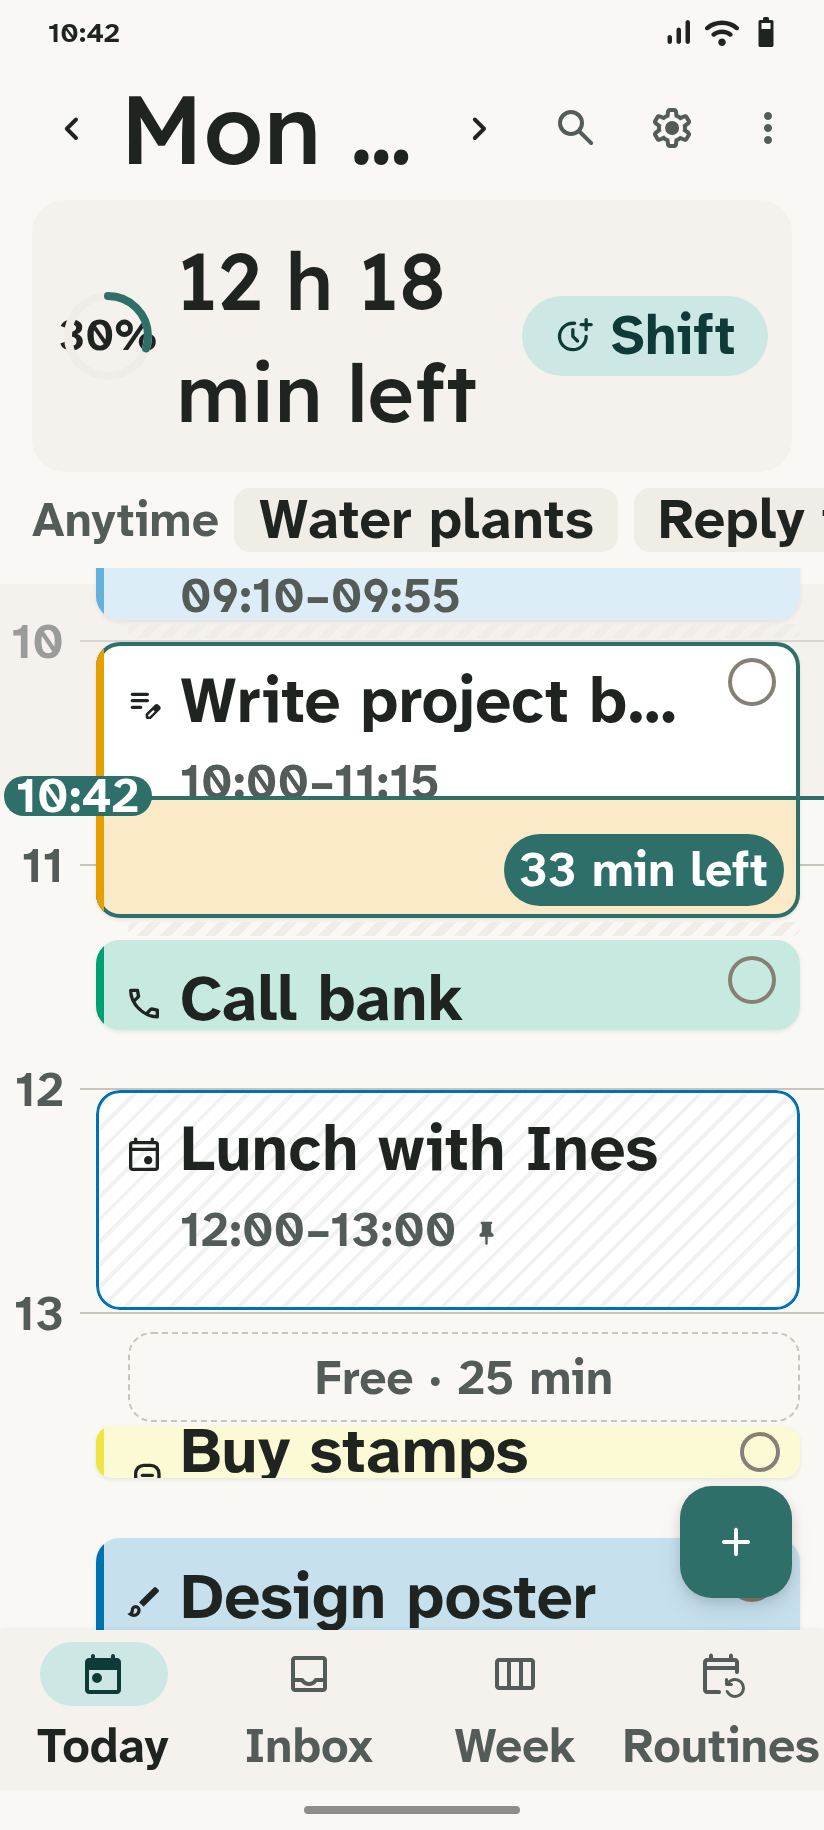 10:42
Mon ...
30%
12 h 18
min left
Shift
Anytime
Water plants
Reply
09:10–09:55
10
Write project b...
10:00–11:15
10:42
11
33 min left
Call bank
12
Lunch with Ines
12:00–13:00
13
Free · 25 min
Buy stamps
Design poster
Today
Inbox
Week
Routines